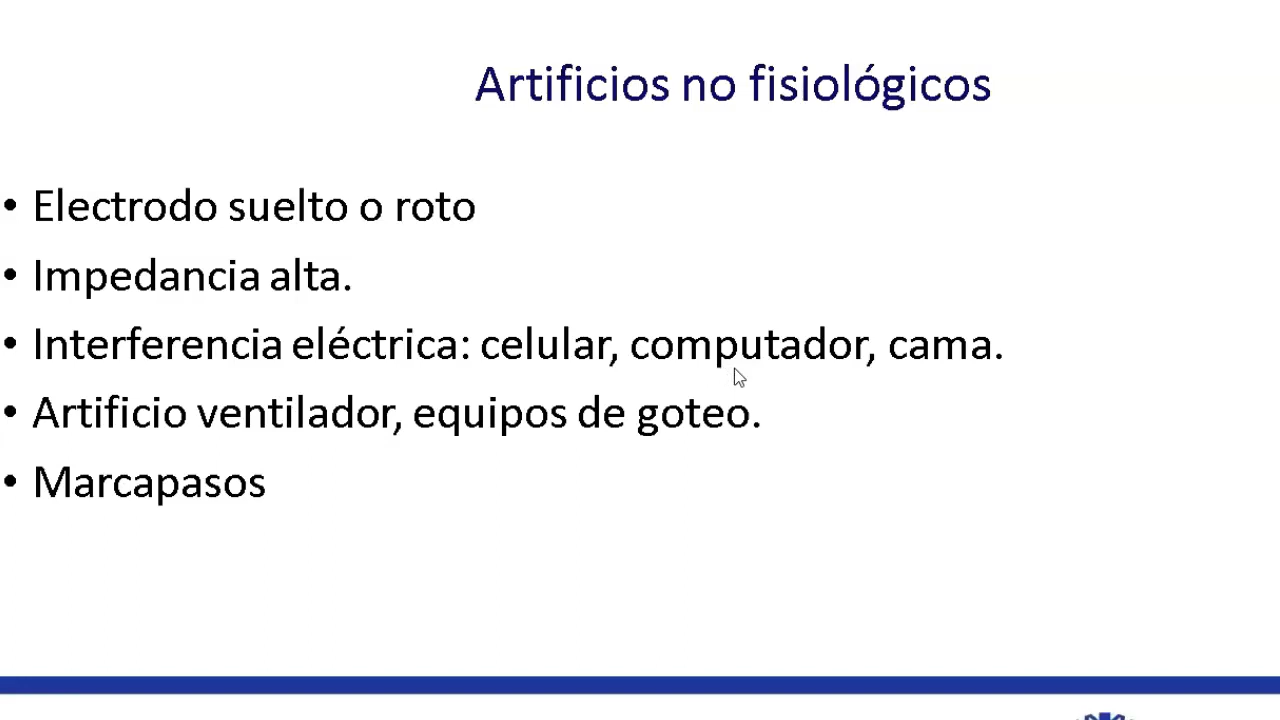 Artificios no fisiológicos
• Electrodo suelto o roto
• Impedancia alta.
• Interferencia eléctrica: celular, computador, cama.
• Artificio ventilador, equipos de goteo.
• Marcapasos